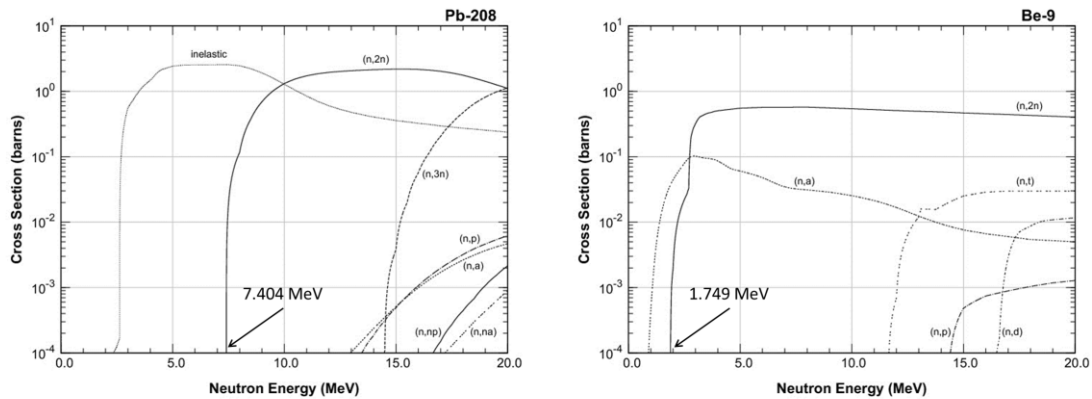 Pb-208
10^1
10^0
10^-1
10^-2
10^-3
10^-4
Cross Section (barns)
inelastic
(n,2n)
(n,3n)
(n,p)
(n,a)
(n,np)
(n,na)
7.404 MeV
0.0 5.0 10.0 15.0 20.0
Neutron Energy (MeV)
Be-9
10^1
10^0
10^-1
10^-2
10^-3
10^-4
Cross Section (barns)
(n,2n)
(n,a)
(n,t)
(n,p)
(n,d)
1.749 MeV
0.0 5.0 10.0 15.0 20.0
Neutron Energy (MeV)